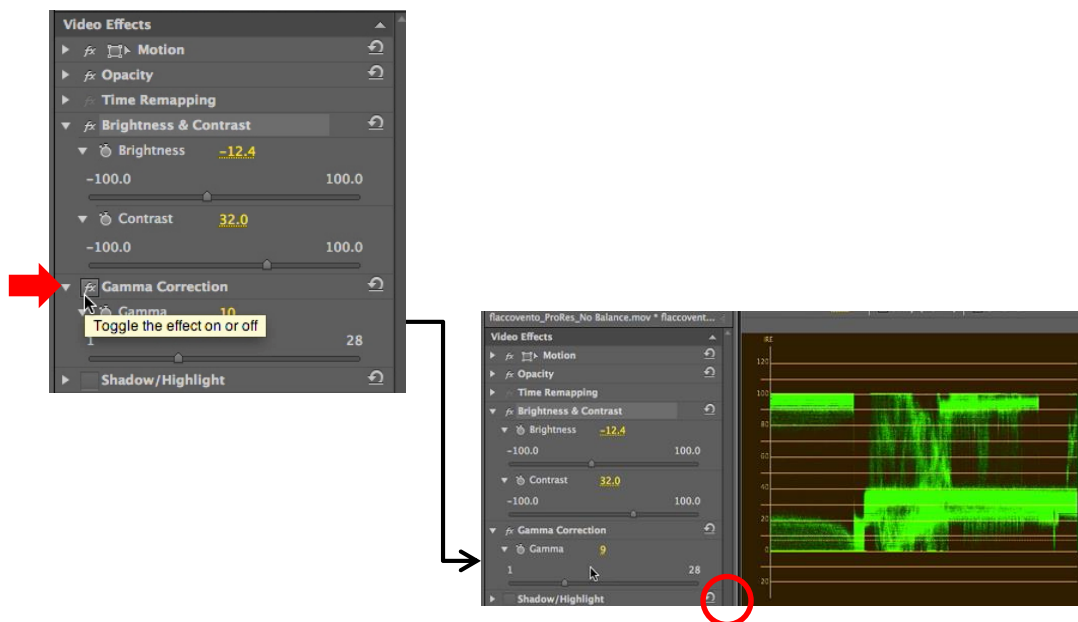 Video Effects
fx Motion
fx Opacity
fx Time Remapping
fx Brightness & Contrast
Brightness -12.4
-100.0 100.0
Contrast 32.0
-100.0 100.0
fx Gamma Correction
Gamma 10
Toggle the effect on or off
1 28
Shadow/Highlight
flaccovento_ProRes_No Balance.mov * flaccovent...
Video Effects
fx Motion
fx Opacity
Time Remapping
fx Brightness & Contrast
Brightness -12.4
-100.0 100.0
Contrast 32.0
-100.0 100.0
fx Gamma Correction
Gamma 9
1 28
Shadow/Highlight
IRE
120
100
80
60
40
20
0
20